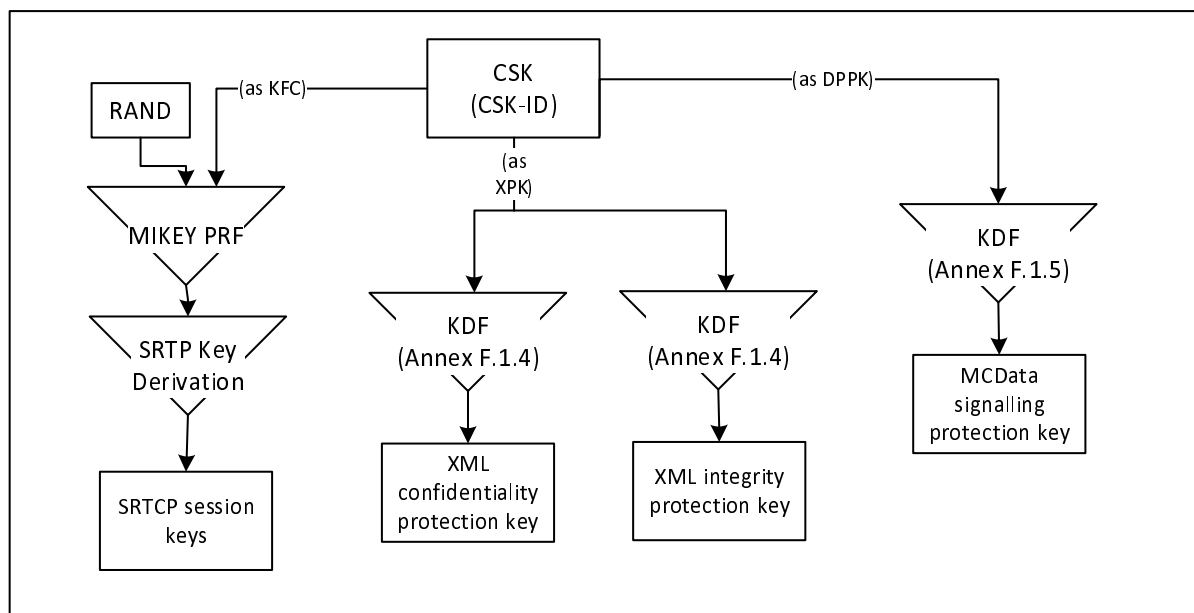 CSK
(CSK-ID)
(as KFC)
(as DPPK)
RAND
(as
XPK)
MIKEY PRF
KDF
(Annex F.1.5)
SRTP Key
Derivation
KDF
(Annex F.1.4)
KDF
(Annex F.1.4)
MCData
signalling
protection key
SRTCP session
keys
XML
confidentiality
protection key
XML integrity
protection key